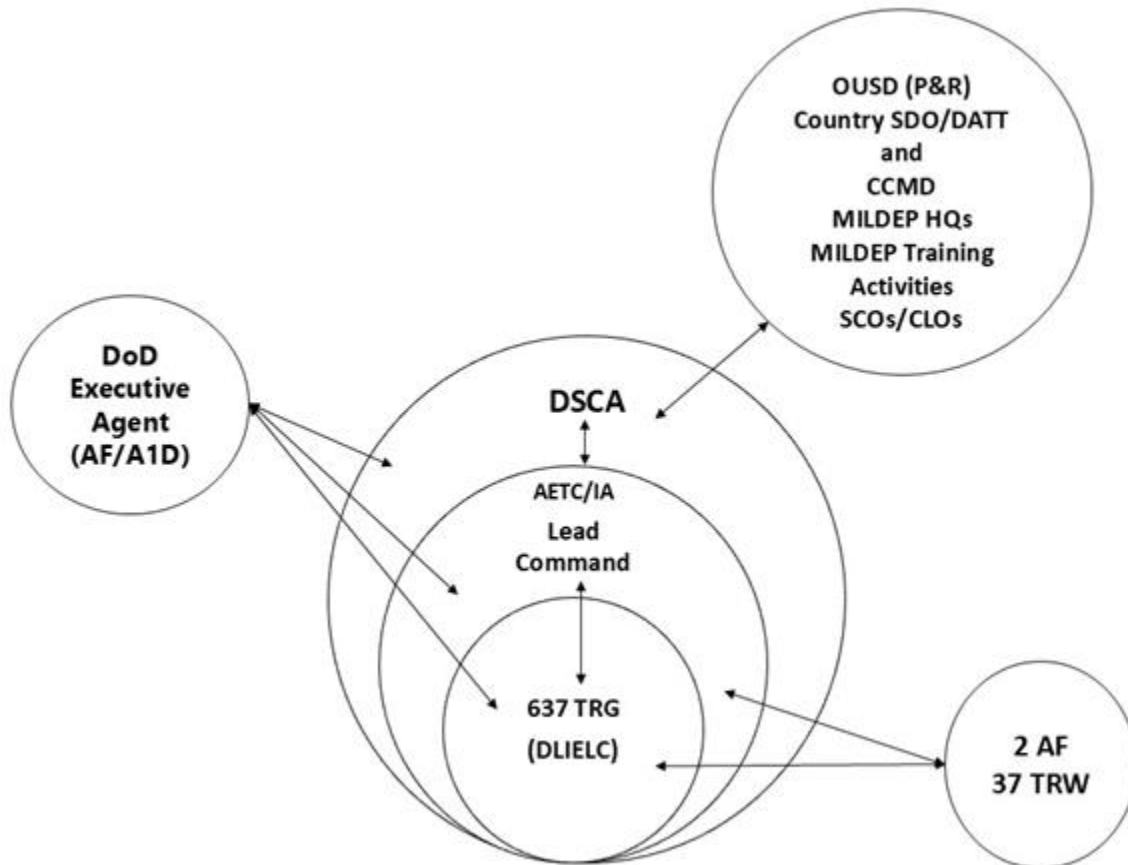 OUSD (P&R)
Country SDO/DATT
and
CCMD
MILDEP HQs
MILDEP Training
Activities
SCOs/CLOs
DoD
Executive
Agent
(AF/A1D)
DSCA
AETC/IA
Lead
Command
637 TRG
(DLIELC)
2 AF
37 TRW